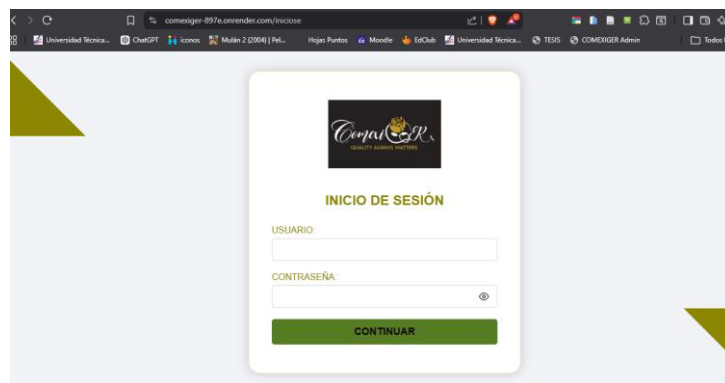 comexiger-897e.onrender.com/iniciose
Universidad Técnica... ChatGPT iconos Mulán 2 (2004) | Pel... Hojas Puntos Moodle EdClub Universidad Técnica... TESIS COMEXIGER Admin Todos
QUALITY ALWAYS MATTERS
INICIO DE SESIÓN
USUARIO:
CONTRASEÑA:
CONTINUAR